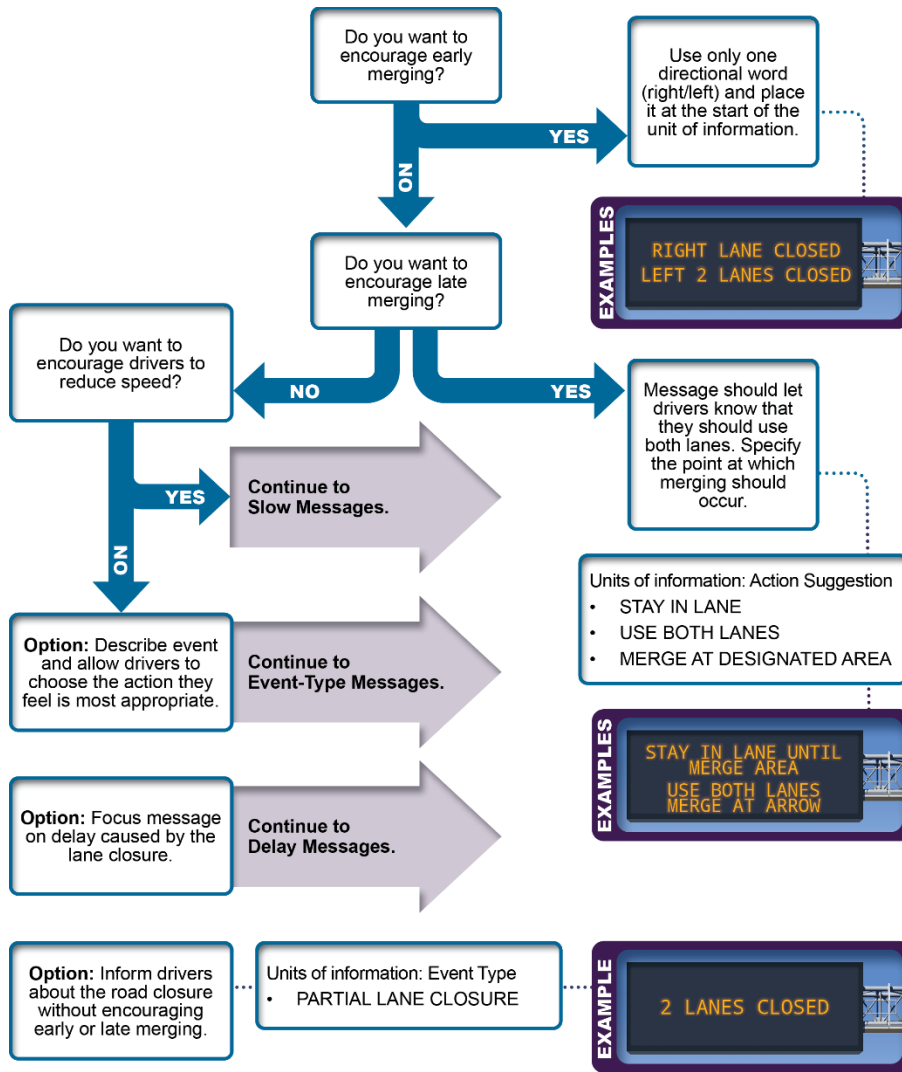 Do you want to
encourage early
merging?
Use only one
directional word
(right/left) and place
it at the start of the
unit of information.
YES
NO
EXAMPLES
RIGHT LANE CLOSED
LEFT 2 LANES CLOSED
Do you want to
encourage late
merging?
Do you want to
encourage drivers to
reduce speed?
NO
YES
Message should let
drivers know that
they should use
both lanes. Specify
the point at which
merging should
occur.
YES
Continue to
Slow Messages.
NO
Units of information: Action Suggestion
• STAY IN LANE
• USE BOTH LANES
• MERGE AT DESIGNATED AREA
Option: Describe event
and allow drivers to
choose the action they
feel is most appropriate.
Continue to
Event-Type Messages.
EXAMPLES
STAY IN LANE UNTIL
MERGE AREA
USE BOTH LANES
MERGE AT ARROW
Option: Focus message
on delay caused by the
lane closure.
Continue to
Delay Messages.
Option: Inform drivers
about the road closure
without encouraging
early or late merging.
Units of information: Event Type
• PARTIAL LANE CLOSURE
EXAMPLE
2 LANES CLOSED